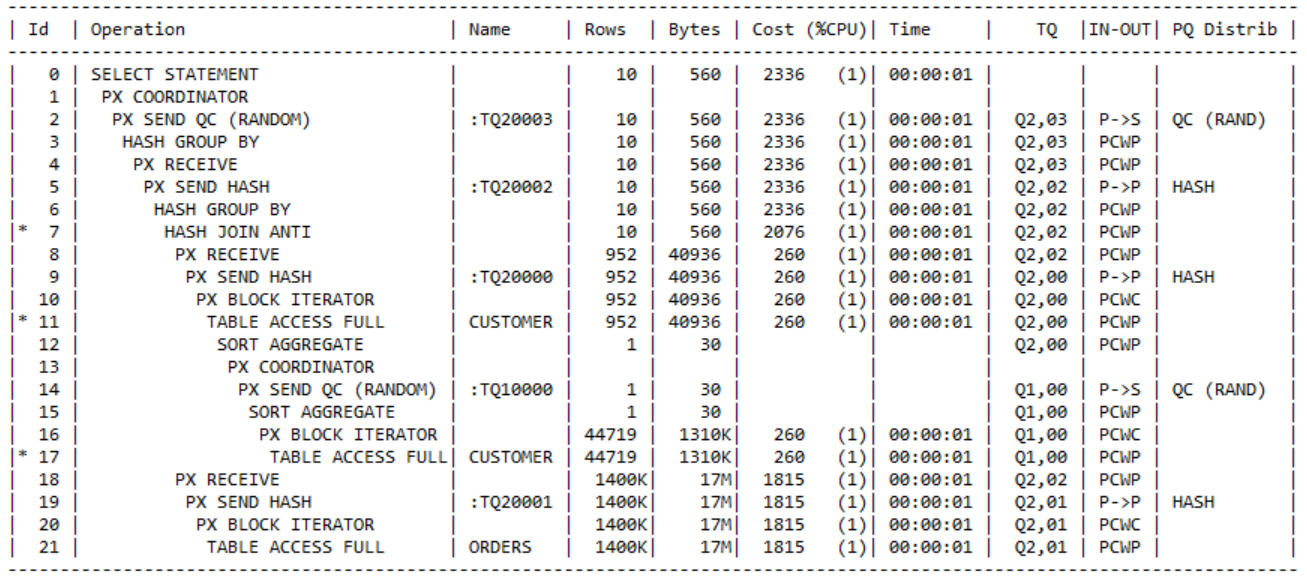 -----------------------------------------------------------------------------------------------------------------------------------
| Id  | Operation                          | Name     | Rows  | Bytes | Cost (%CPU)| Time     |    TQ  |IN-OUT| PQ Distrib |
-----------------------------------------------------------------------------------------------------------------------------------
|   0 | SELECT STATEMENT                   |          |    10 |   560 |  2336   (1)| 00:00:01 |        |      |            |
|   1 |  PX COORDINATOR                    |          |       |       |            |          |        |      |            |
|   2 |   PX SEND QC (RANDOM)              | :TQ20003 |    10 |   560 |  2336   (1)| 00:00:01 |  Q2,03 | P->S | QC (RAND)  |
|   3 |    HASH GROUP BY                   |          |    10 |   560 |  2336   (1)| 00:00:01 |  Q2,03 | PCWP |            |
|   4 |     PX RECEIVE                     |          |    10 |   560 |  2336   (1)| 00:00:01 |  Q2,03 | PCWP |            |
|   5 |      PX SEND HASH                  | :TQ20002 |    10 |   560 |  2336   (1)| 00:00:01 |  Q2,02 | P->P | HASH       |
|   6 |       HASH GROUP BY                |          |    10 |   560 |  2336   (1)| 00:00:01 |  Q2,02 | PCWP |            |
|*  7 |        HASH JOIN ANTI              |          |    10 |   560 |  2076   (1)| 00:00:01 |  Q2,02 | PCWP |            |
|   8 |         PX RECEIVE                 |          |   952 | 40936 |   260   (1)| 00:00:01 |  Q2,02 | PCWP |            |
|   9 |          PX SEND HASH              | :TQ20000 |   952 | 40936 |   260   (1)| 00:00:01 |  Q2,00 | P->P | HASH       |
|  10 |           PX BLOCK ITERATOR        |          |   952 | 40936 |   260   (1)| 00:00:01 |  Q2,00 | PCWC |            |
|* 11 |            TABLE ACCESS FULL       | CUSTOMER |   952 | 40936 |   260   (1)| 00:00:01 |  Q2,00 | PCWP |            |
|  12 |             SORT AGGREGATE         |          |     1 |    30 |            |          |  Q2,00 | PCWP |            |
|  13 |              PX COORDINATOR        |          |       |       |            |          |        |      |            |
|  14 |               PX SEND QC (RANDOM)  | :TQ10000 |     1 |    30 |            |          |  Q1,00 | P->S | QC (RAND)  |
|  15 |                SORT AGGREGATE      |          |     1 |    30 |            |          |  Q1,00 | PCWP |            |
|  16 |                 PX BLOCK ITERATOR  |          | 44719 |  1310K|   260   (1)| 00:00:01 |  Q1,00 | PCWC |            |
|* 17 |                  TABLE ACCESS FULL| CUSTOMER | 44719 |  1310K|   260   (1)| 00:00:01 |  Q1,00 | PCWP |            |
|  18 |         PX RECEIVE                 |          |  1400K|    17M|  1815   (1)| 00:00:01 |  Q2,02 | PCWP |            |
|  19 |          PX SEND HASH              | :TQ20001 |  1400K|    17M|  1815   (1)| 00:00:01 |  Q2,01 | P->P | HASH       |
|  20 |           PX BLOCK ITERATOR        |          |  1400K|    17M|  1815   (1)| 00:00:01 |  Q2,01 | PCWC |            |
|  21 |            TABLE ACCESS FULL       | ORDERS   |  1400K|    17M|  1815   (1)| 00:00:01 |  Q2,01 | PCWP |            |
-----------------------------------------------------------------------------------------------------------------------------------